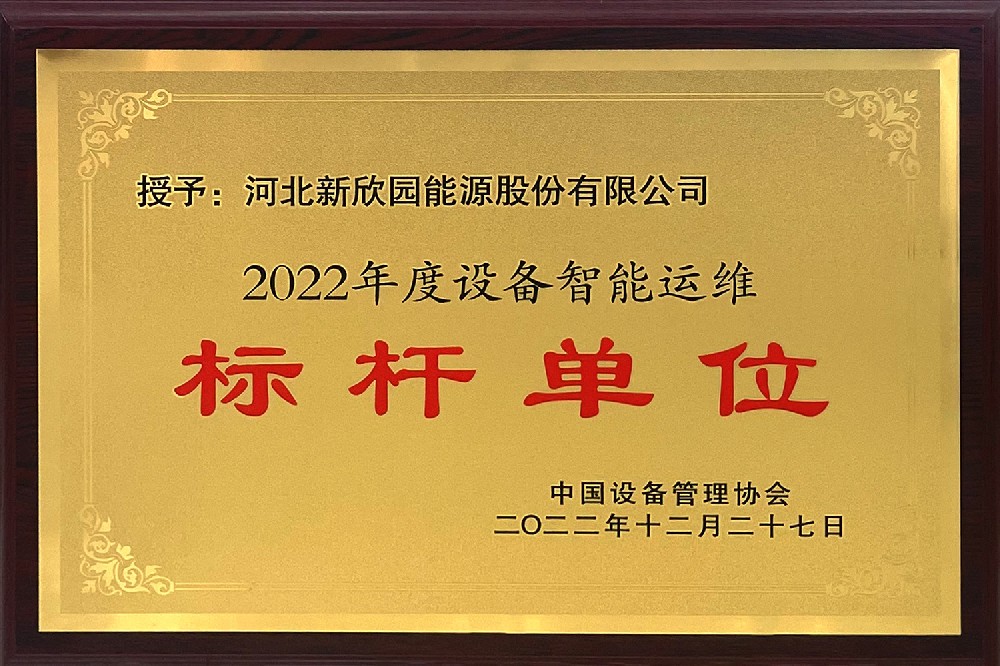 授予：河北新欣园能源股份有限公司
2022年度设备智能运维
标杆单位
中国设备管理协会
二〇二二年十二月二十七日